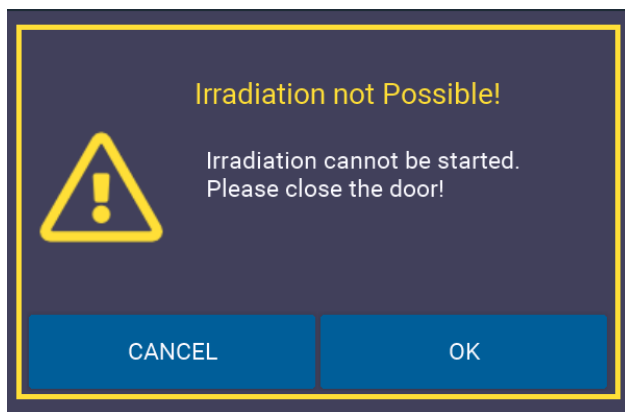 Irradiation not Possible!
Irradiation cannot be started.
Please close the door!
CANCEL
OK